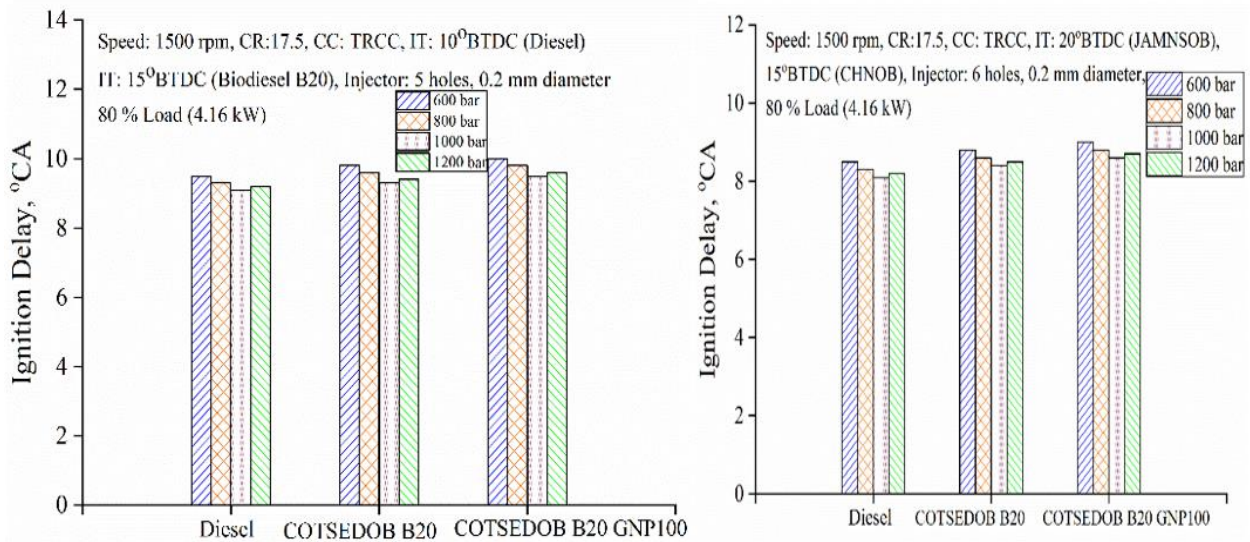 14
12
10
8
6
4
2
0
Ignition Delay, °CA
Speed: 1500 rpm, CR:17.5, CC: TRCC, IT: 10⁰BTDC (Diesel)
IT: 15⁰BTDC (Biodiesel B20), Injector: 5 holes, 0.2 mm diameter
80 % Load (4.16 kW)
600 bar
800 bar
1000 bar
1200 bar
Diesel
COTSEDOB B20
COTSEDOB B20 GNP100
12
10
8
6
4
2
0
Ignition Delay, °CA
Speed: 1500 rpm, CR:17.5, CC: TRCC, IT: 20°BTDC (JAMNSOB),
15°BTDC (CHNOB), Injector: 6 holes, 0.2 mm diameter,
80 % Load (4.16 kW)
600 bar
800 bar
1000 bar
1200 bar
Diesel
COTSEDOB B20
COTSEDOB B20 GNP100